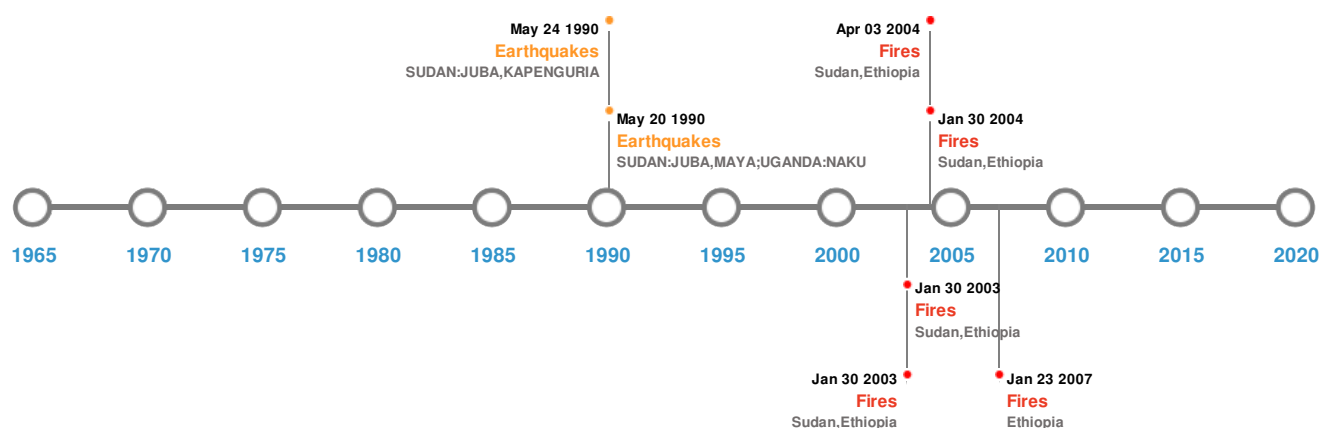 May 24 1990
Earthquakes
SUDAN:JUBA,KAPENGURIA
May 20 1990
Earthquakes
SUDAN:JUBA,MAYA;UGANDA:NAKU
Apr 03 2004
Fires
Sudan,Ethiopia
Jan 30 2004
Fires
Sudan,Ethiopia
1965 1970 1975 1980 1985 1990 1995 2000 2005 2010 2015 2020
Jan 30 2003
Fires
Sudan,Ethiopia
Jan 30 2003
Fires
Sudan,Ethiopia
Jan 23 2007
Fires
Ethiopia